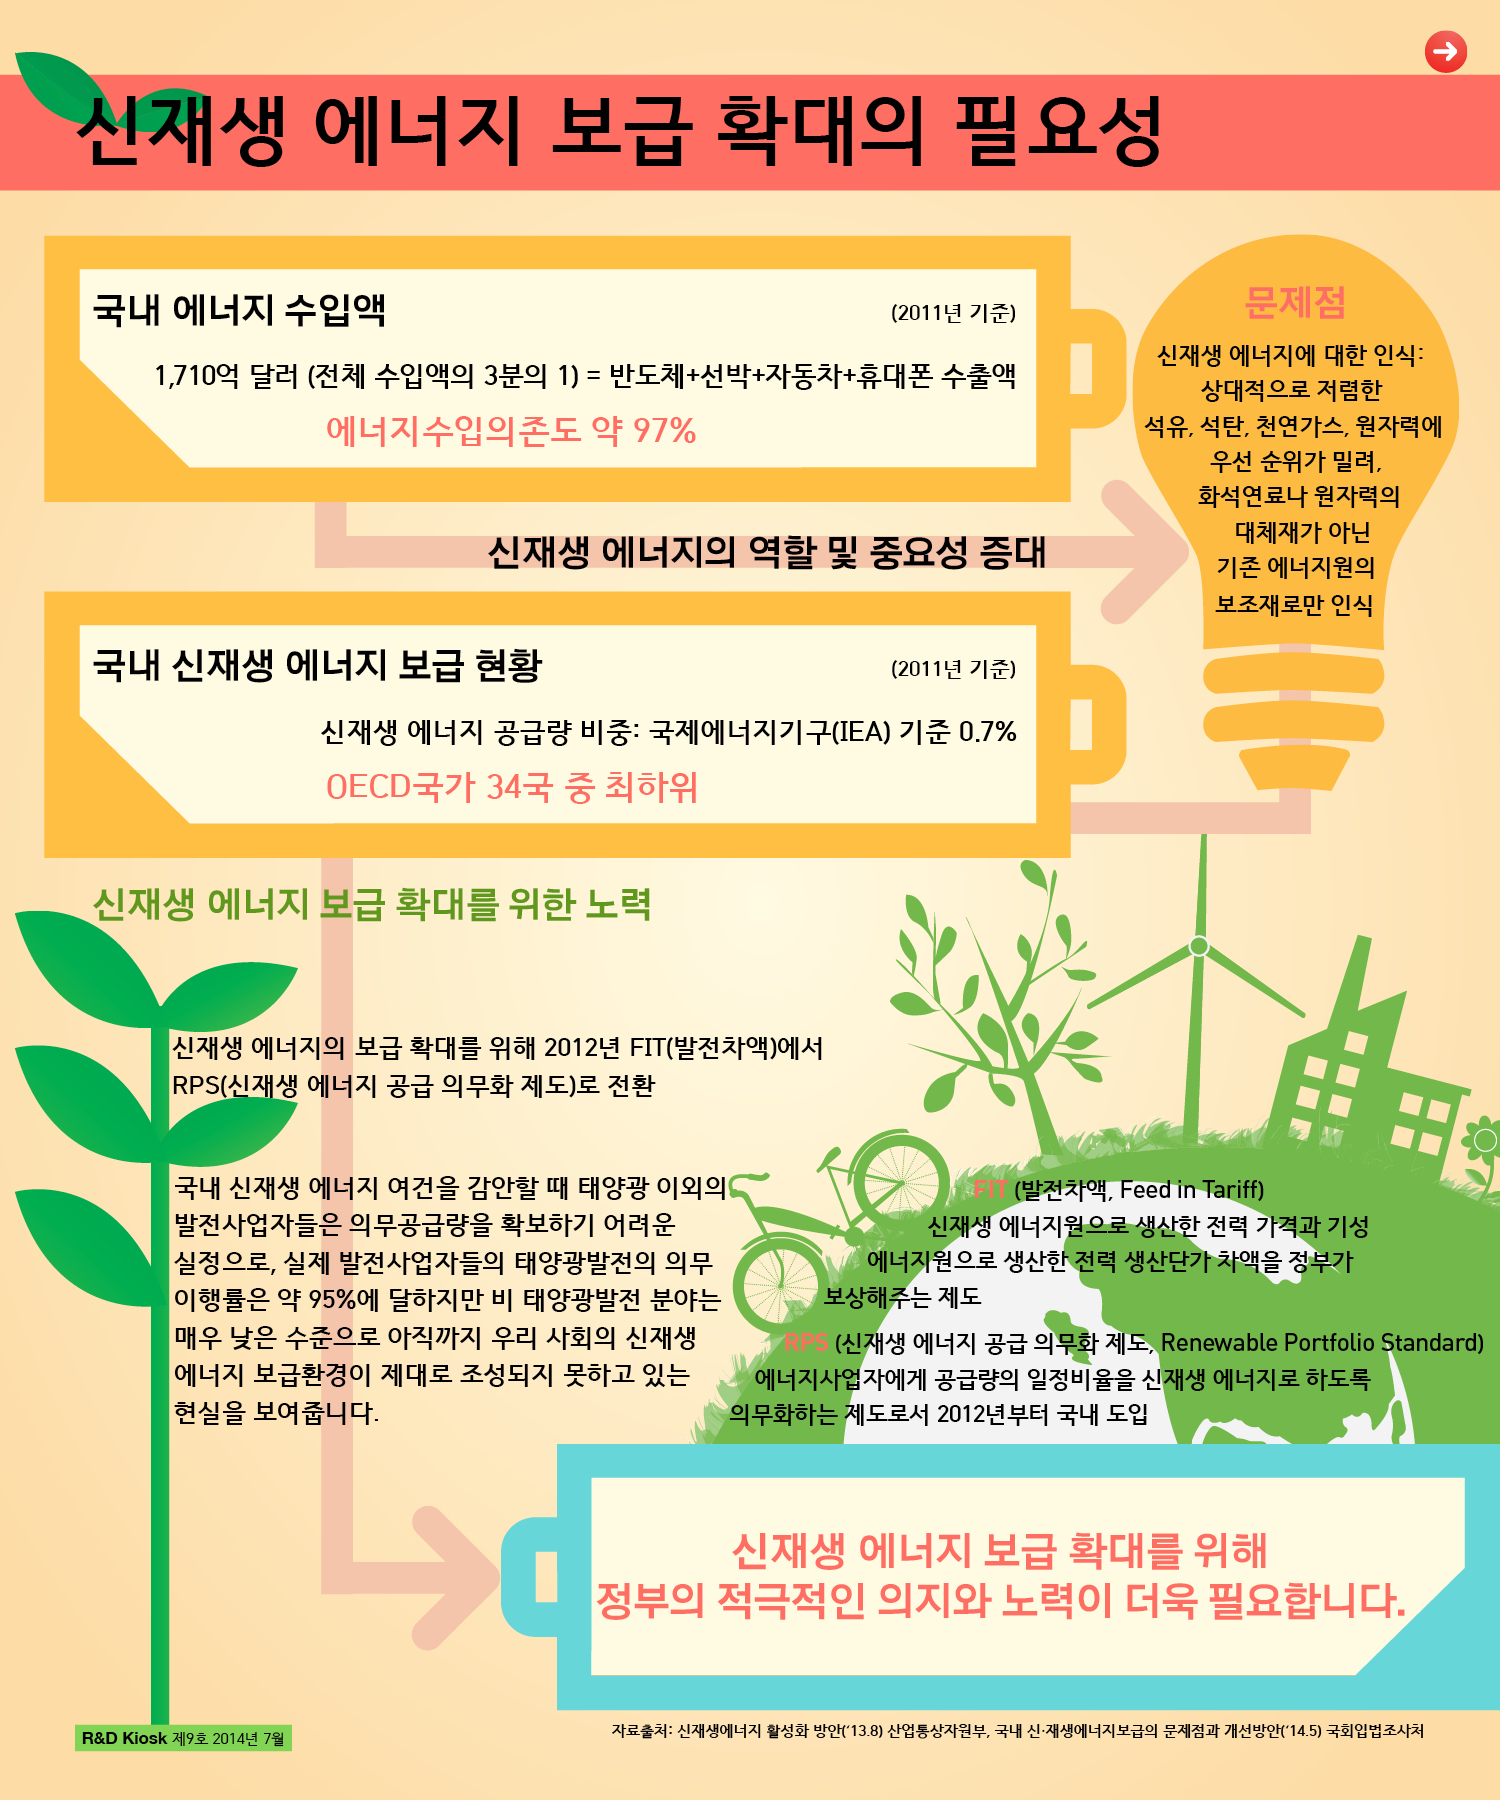 신재생 에너지 보급 확대의 필요성
국내 에너지 수입액
(2011년 기준)
1,710억 달러 (전체 수입액의 3분의 1) = 반도체+선박+자동차+휴대폰 수출액
에너지수입의존도 약 97%
문제점
신재생 에너지에 대한 인식:
상대적으로 저렴한
석유, 석탄, 천연가스, 원자력에
우선 순위가 밀려,
화석연료나 원자력의
대체재가 아닌
기존 에너지원의
보조재로만 인식
신재생 에너지의 역할 및 중요성 증대
국내 신재생 에너지 보급 현황
(2011년 기준)
신재생 에너지 공급량 비중: 국제에너지기구(IEA) 기준 0.7%
OECD국가 34국 중 최하위
신재생 에너지 보급 확대를 위한 노력
신재생 에너지의 보급 확대를 위해 2012년 FIT(발전차액)에서
RPS(신재생 에너지 공급 의무화 제도)로 전환
국내 신재생 에너지 여건을 감안할 때 태양광 이외의
발전사업자들은 의무공급량을 확보하기 어려운
실정으로, 실제 발전사업자들의 태양광발전의 의무
이행률은 약 95%에 달하지만 비 태양광발전 분야는
매우 낮은 수준으로 아직까지 우리 사회의 신재생
에너지 보급환경이 제대로 조성되지 못하고 있는
현실을 보여줍니다.
FIT (발전차액, Feed in Tariff)
신재생 에너지원으로 생산한 전력 가격과 기성
에너지원으로 생산한 전력 생산단가 차액을 정부가
보상해주는 제도
RPS (신재생 에너지 공급 의무화 제도, Renewable Portfolio Standard)
에너지사업자에게 공급량의 일정비율을 신재생 에너지로 하도록
의무화하는 제도로서 2012년부터 국내 도입
신재생 에너지 보급 확대를 위해
정부의 적극적인 의지와 노력이 더욱 필요합니다.
R&D Kiosk 제9호 2014년 7월
자료출처: 신재생에너지 활성화 방안('13.8) 산업통상자원부, 국내 신·재생에너지보급의 문제점과 개선방안('14.5) 국회입법조사처